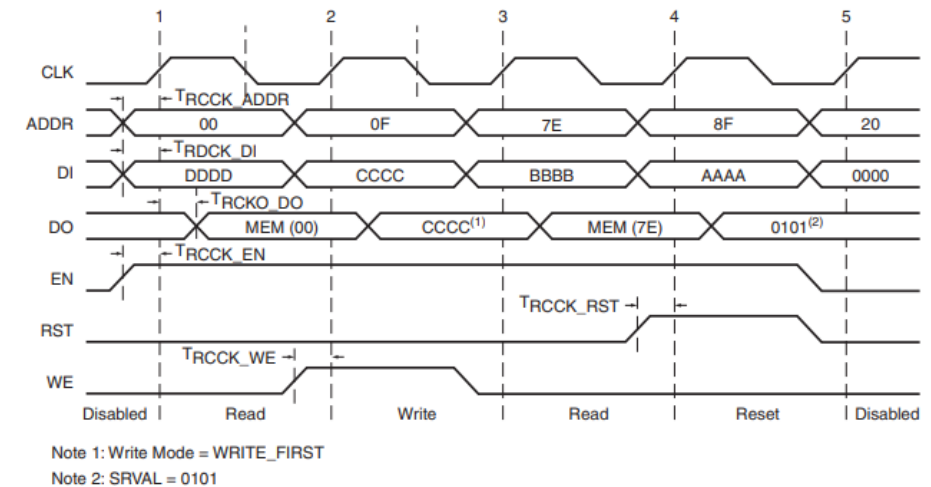 1 2 3 4 5
CLK
TRCCK_ADDR
ADDR 00 0F 7E 8F 20
TRDCK_DI
DI DDDD CCCC BBBB AAAA 0000
TRCKO_DO
DO MEM (00) CCCC(1) MEM (7E) 0101(2)
TRCCK_EN
EN
TRCCK_RST
RST
TRCCK_WE
WE
Disabled Read Write Read Reset Disabled
Note 1: Write Mode = WRITE_FIRST
Note 2: SRVAL = 0101